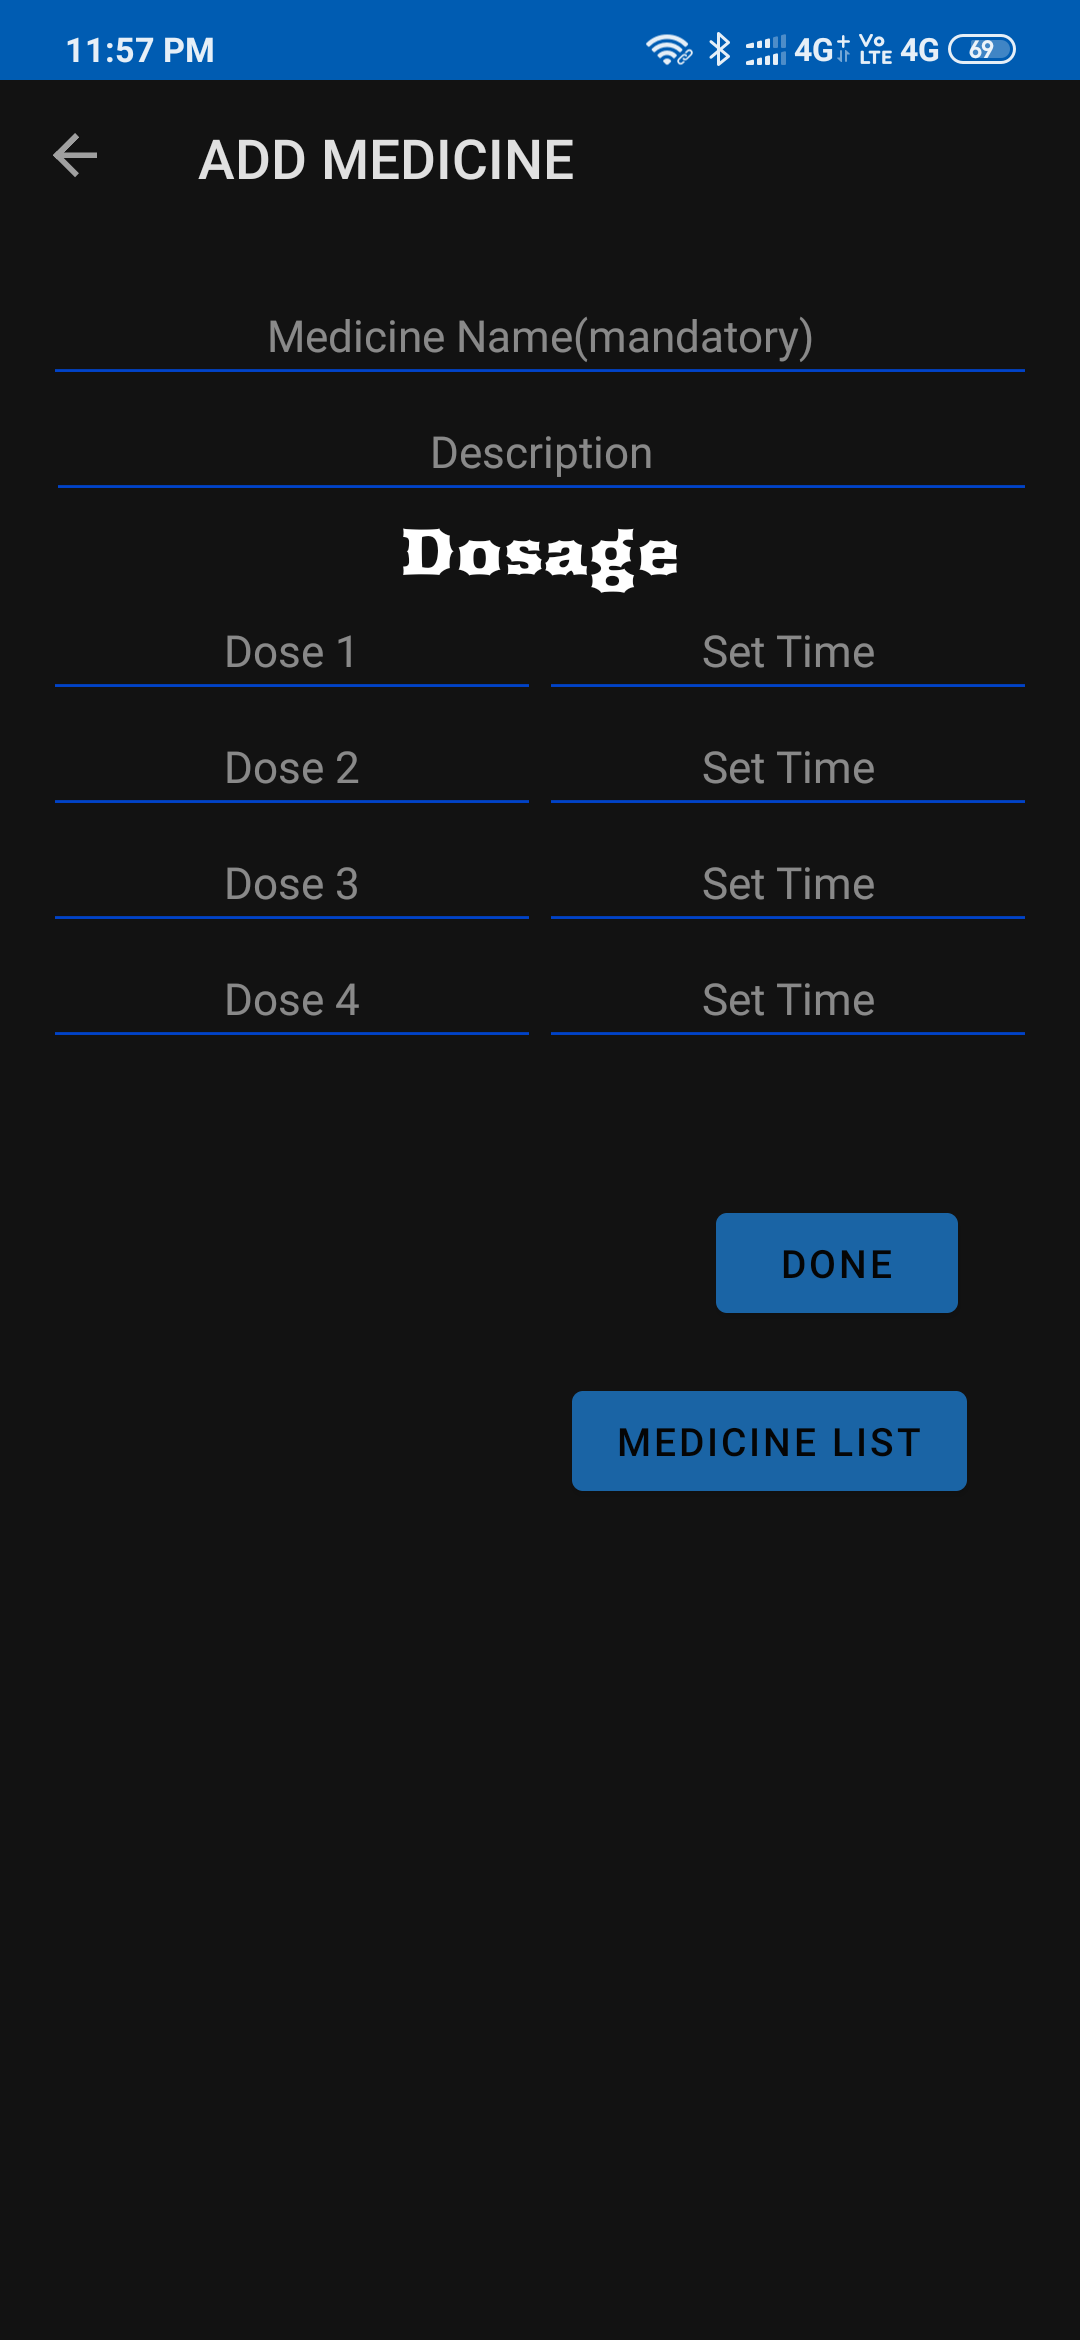 11:57 PM 4G+ Vo LTE 4G 69
ADD MEDICINE
Medicine Name(mandatory)
Description
Dosage
Dose 1 Set Time
Dose 2 Set Time
Dose 3 Set Time
Dose 4 Set Time
DONE
MEDICINE LIST